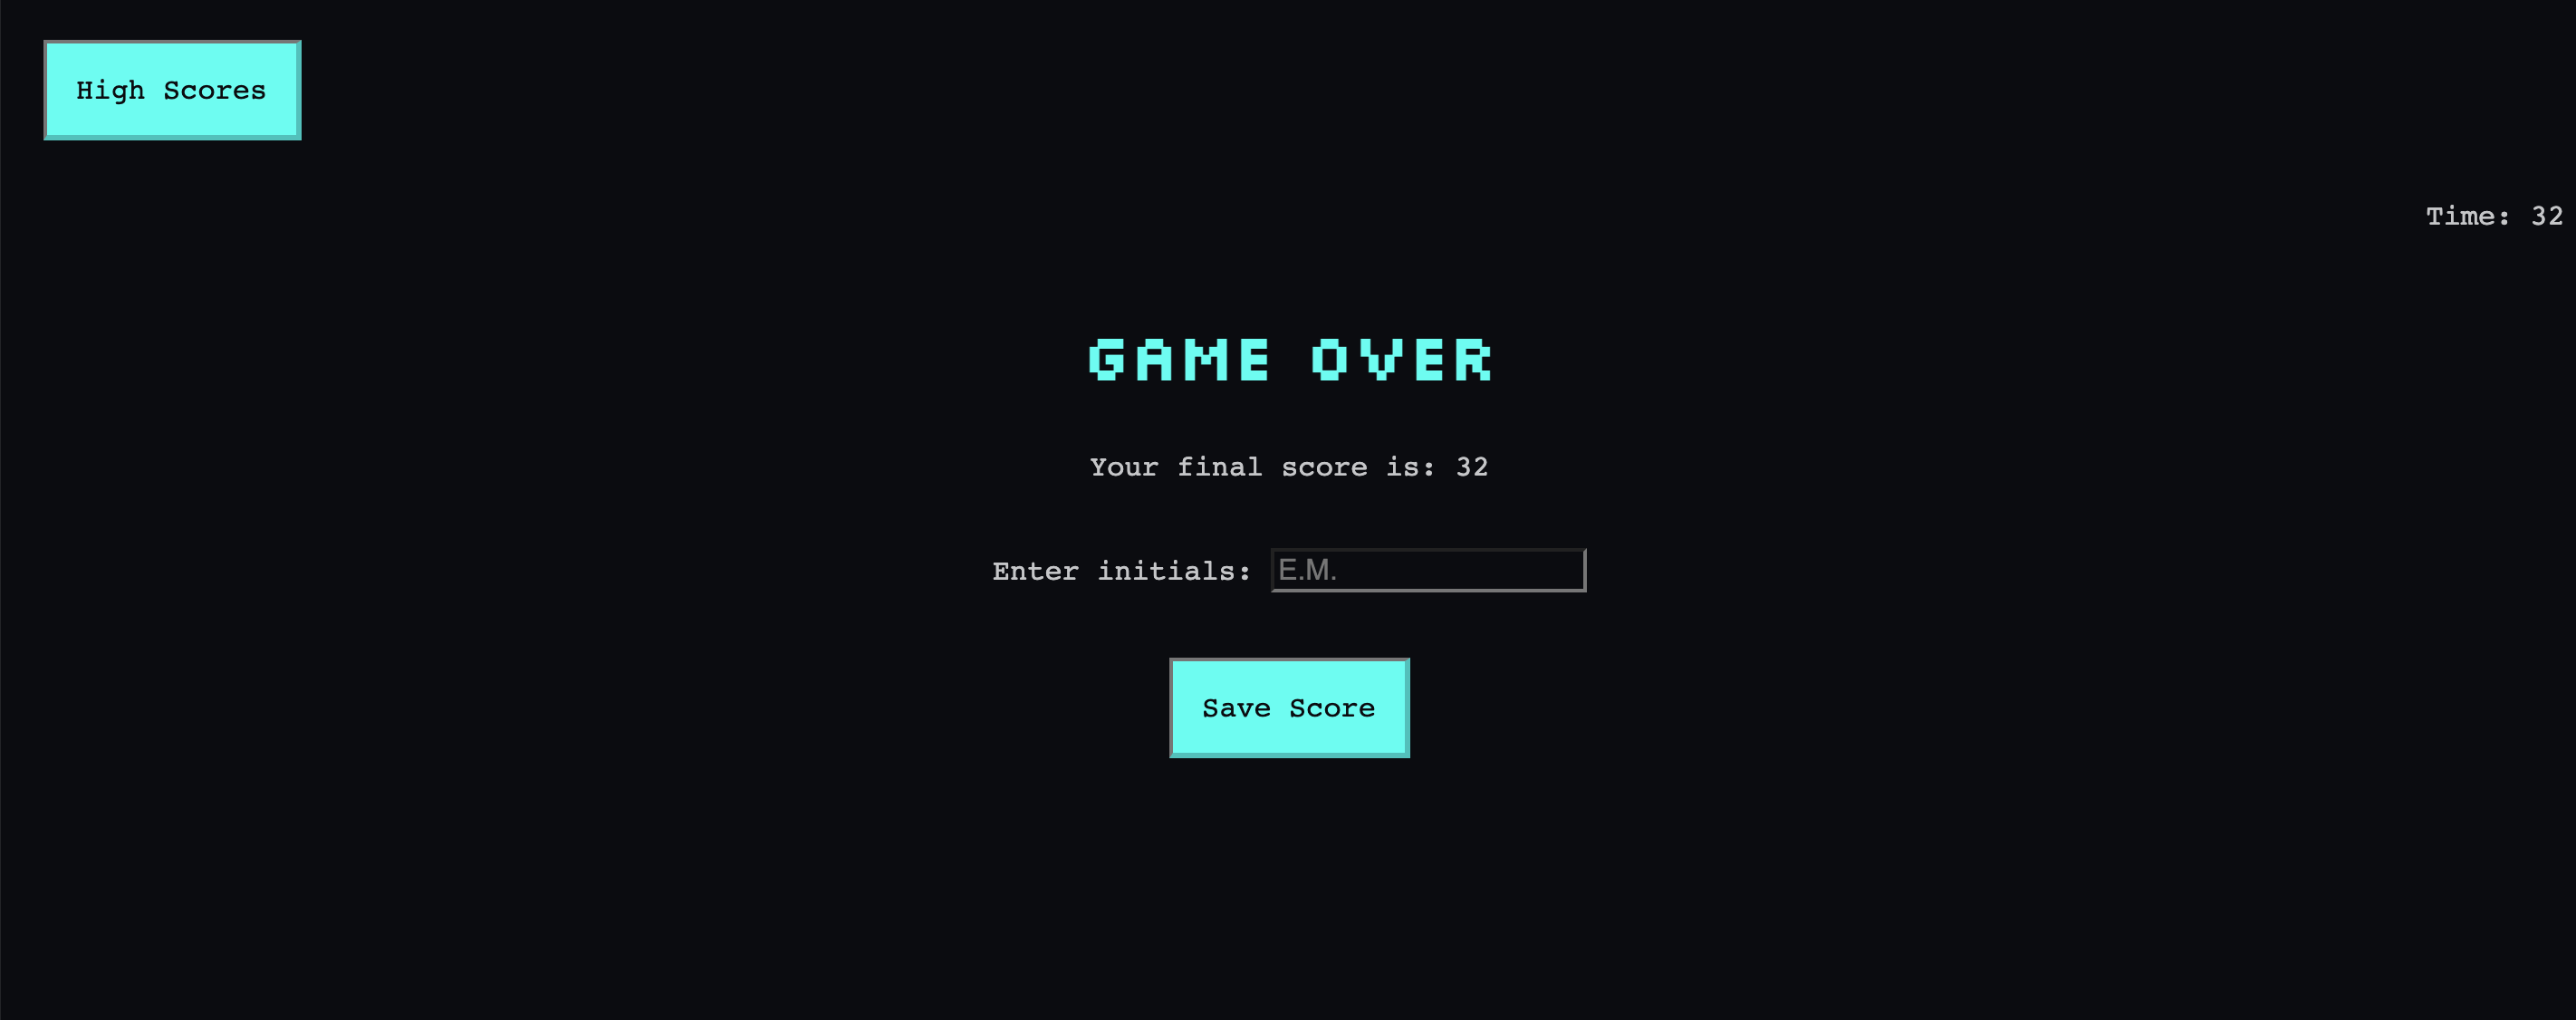 High Scores
Time: 32
GAME OVER
Your final score is: 32
Enter initials: E.M.
Save Score